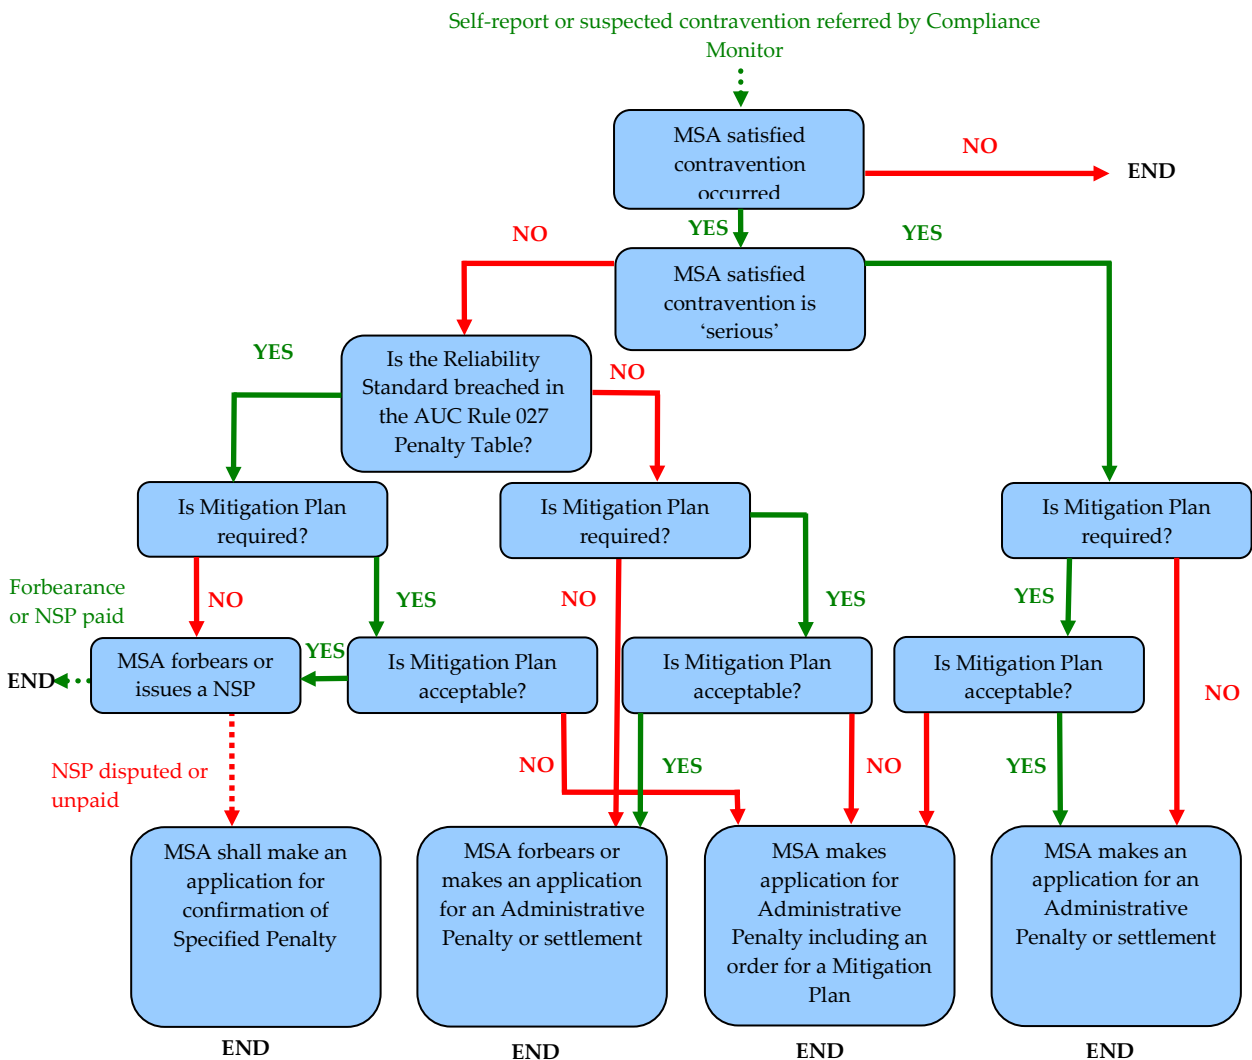 Self-report or suspected contravention referred by Compliance
Monitor
MSA satisfied
contravention
occurred
NO
END
YES
NO
YES
MSA satisfied
contravention is
‘serious’
YES
Is the Reliability
Standard breached in
the AUC Rule 027
Penalty Table?
NO
Is Mitigation Plan
required?
Is Mitigation Plan
required?
Is Mitigation Plan
required?
Forbearance
or NSP paid
NO
YES
NO
YES
YES
END
MSA forbears or
issues a NSP
YES
Is Mitigation Plan
acceptable?
Is Mitigation Plan
acceptable?
Is Mitigation Plan
acceptable?
NO
NSP disputed or
unpaid
NO
YES
NO
YES
MSA shall make an
application for
confirmation of
Specified Penalty
MSA forbears or
makes an application
for an Administrative
Penalty or settlement
MSA makes
application for
Administrative
Penalty including an
order for a Mitigation
Plan
MSA makes an
application for an
Administrative
Penalty or settlement
END
END
END
END